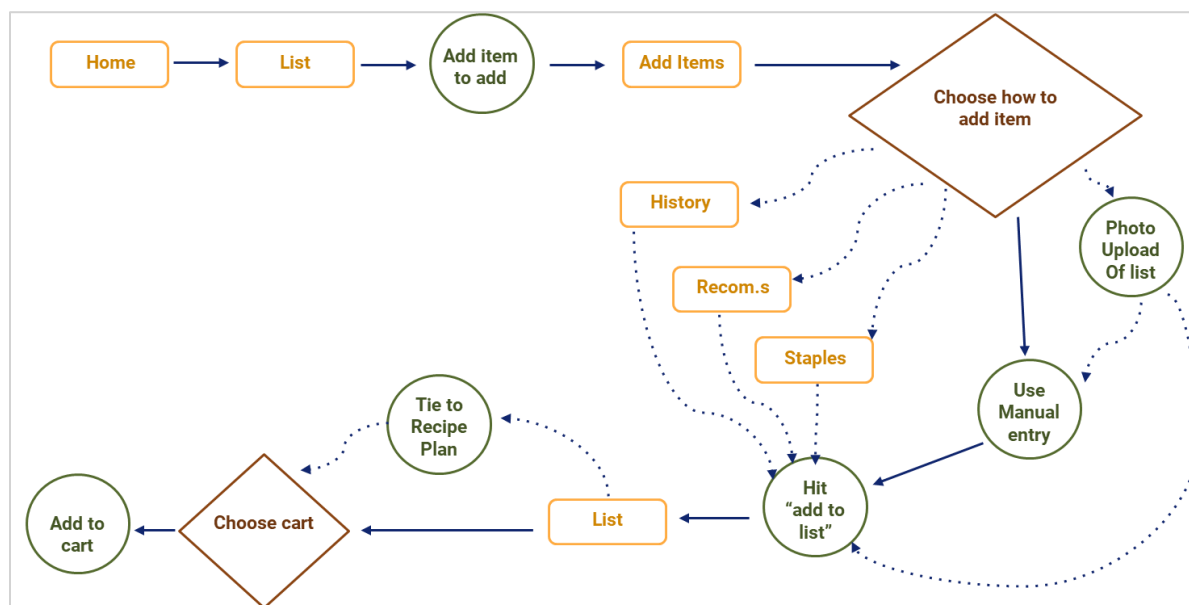 Home
List
Add item
to add
Add Items
Choose how to
add item
History
Photo
Upload
Of list
Recom.s
Staples
Use
Manual
entry
Tie to
Recipe
Plan
Hit
“add to
list”
List
Choose cart
Add to
cart